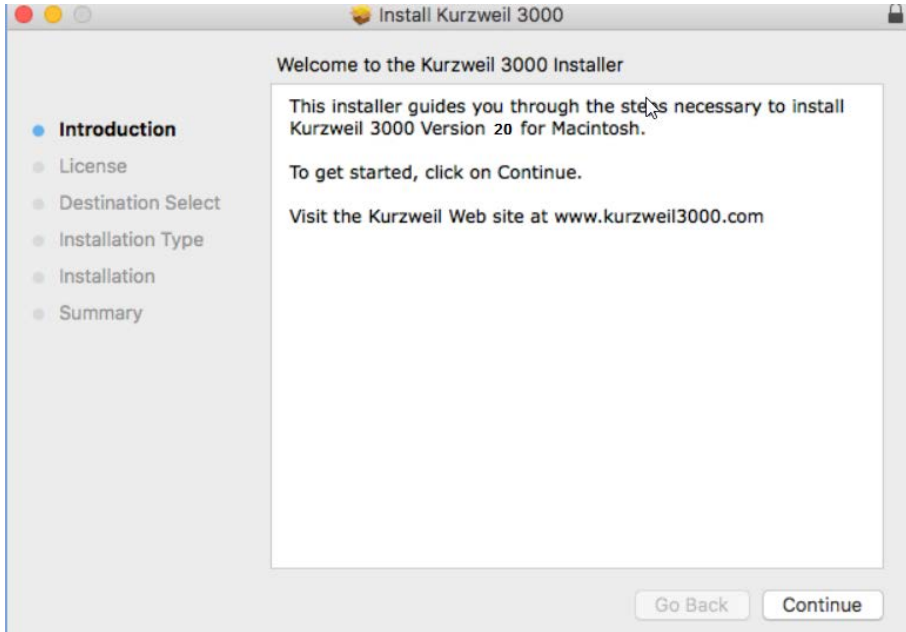 Install Kurzweil 3000
Welcome to the Kurzweil 3000 Installer
Introduction
License
Destination Select
Installation Type
Installation
Summary
This installer guides you through the steps necessary to install
Kurzweil 3000 Version 20 for Macintosh.
To get started, click on Continue.
Visit the Kurzweil Web site at www.kurzweil3000.com
Go Back
Continue